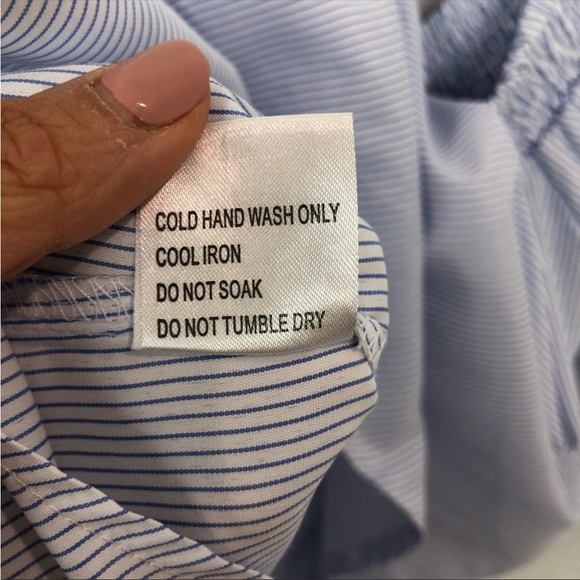 COLD HAND WASH ONLY
COOL IRON
DO NOT SOAK
DO NOT TUMBLE DRY